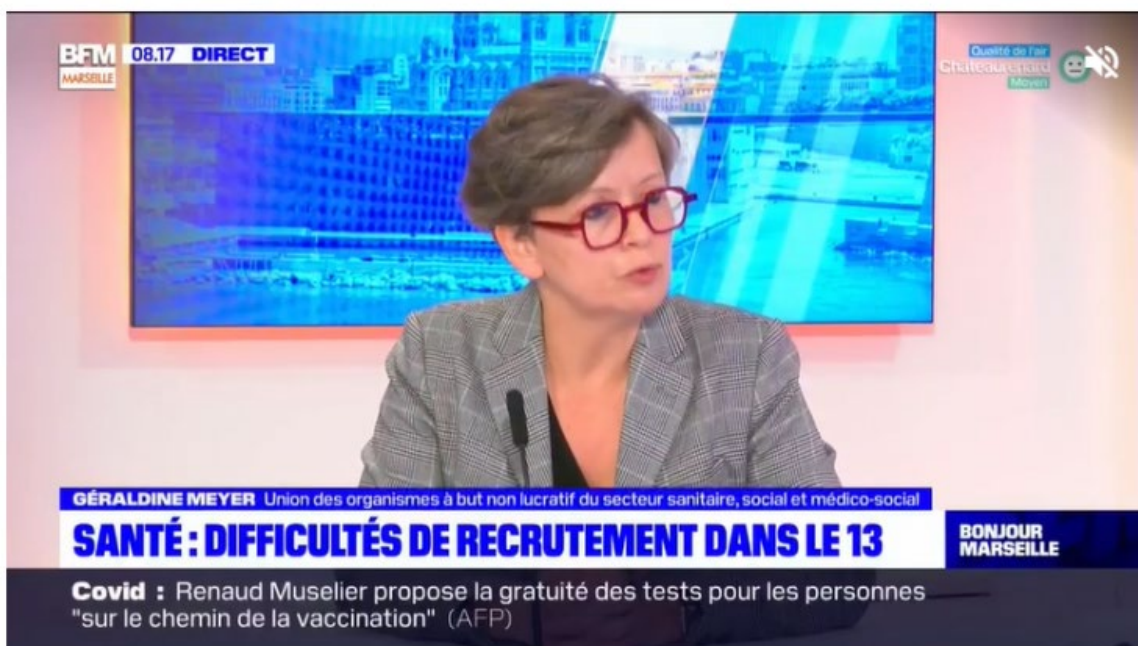 BFM 08.17 DIRECT
MARSEILLE
Qualité de l'air
Châteaurenard
Moyen
GÉRALDINE MEYER Union des organismes à but non lucratif du secteur sanitaire, social et médico-social
SANTÉ : DIFFICULTÉS DE RECRUTEMENT DANS LE 13
BONJOUR
MARSEILLE
Covid : Renaud Muselier propose la gratuité des tests pour les personnes
"sur le chemin de la vaccination" (AFP)